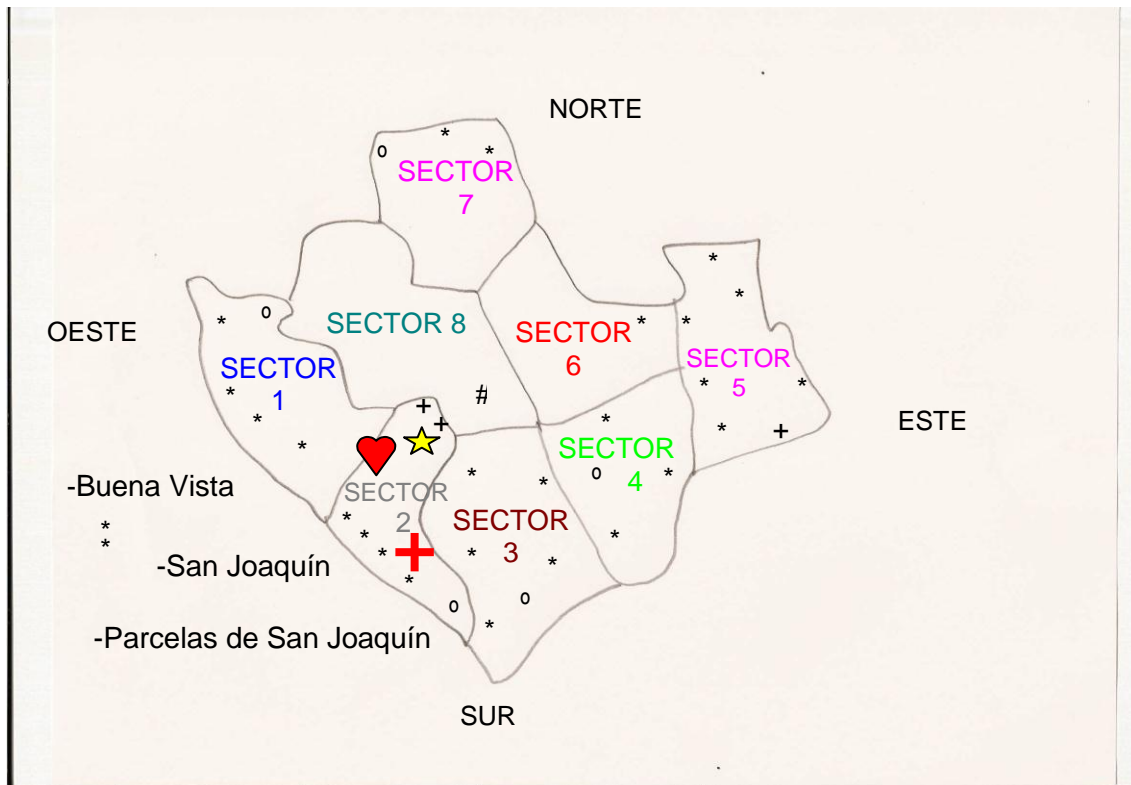 NORTE
SECTOR
7
OESTE
SECTOR 8
SECTOR
6
SECTOR
5
SECTOR
1
#
ESTE
SECTOR
4
-Buena Vista
SECTOR
2
SECTOR
3
-San Joaquín
-Parcelas de San Joaquín
SUR